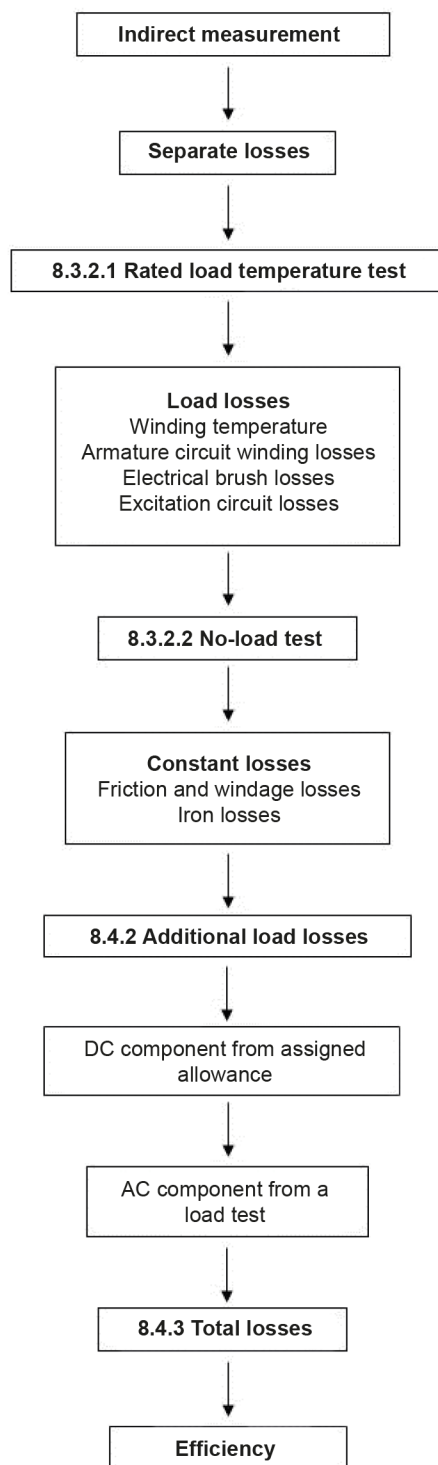 Indirect measurement
Separate losses
8.3.2.1 Rated load temperature test
Load losses
Winding temperature
Armature circuit winding losses
Electrical brush losses
Excitation circuit losses
8.3.2.2 No-load test
Constant losses
Friction and windage losses
Iron losses
8.4.2 Additional load losses
DC component from assigned
allowance
AC component from a
load test
8.4.3 Total losses
Efficiency